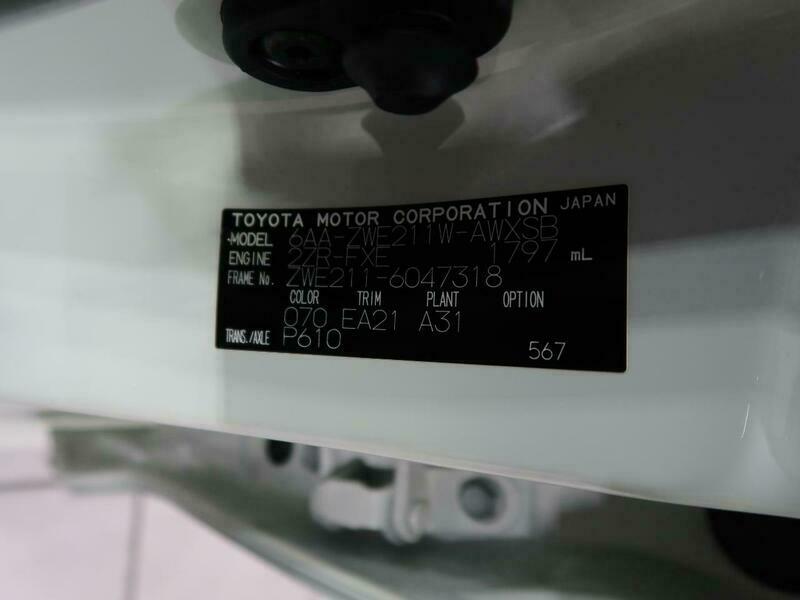 TOYOTA MOTOR CORPORATION JAPAN
MODEL 6AA-ZWE211W-AWXSB
ENGINE 2ZR-FXE 1797 mL
FRAME No. ZWE211-6047318
COLOR TRIM PLANT OPTION
070 EA21 A31
TRANS./AXLE P610
567